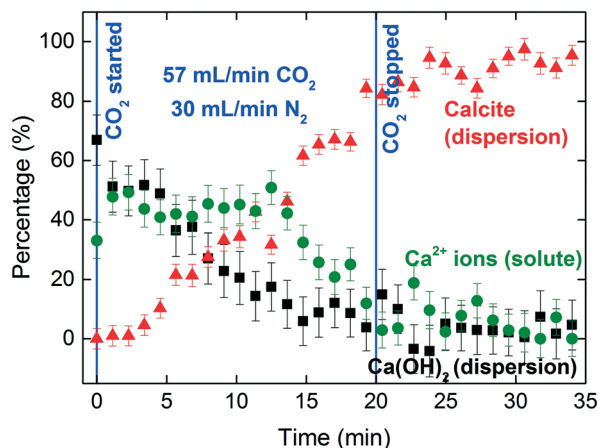 CO₂ started
57 mL/min CO₂
30 mL/min N₂
CO₂ stopped
Calcite
(dispersion)
Ca²⁺ ions (solute)
Ca(OH)₂ (dispersion)
Percentage (%)
100
80
60
40
20
0
0 5 10 15 20 25 30 35
Time (min)